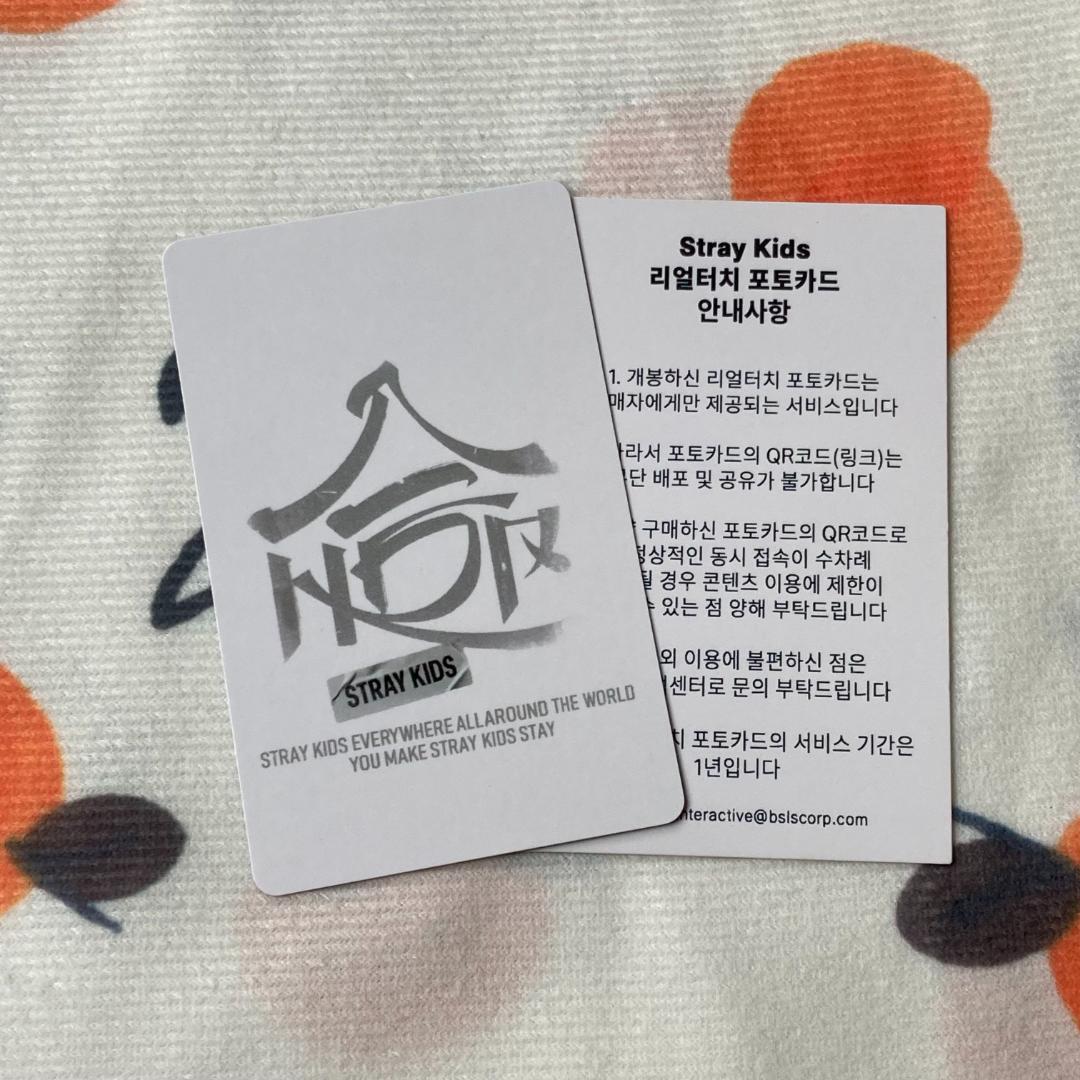 STRAY KIDS
STRAY KIDS EVERYWHERE ALL AROUND THE WORLD
YOU MAKE STRAY KIDS STAY
Stray Kids
리얼터치 포토카드
안내사항
1. 개봉하신 리얼터치 포토카드는
매자에게만 제공되는 서비스입니다
라서 포토카드의 QR코드(링크)는
단 배포 및 공유가 불가합니다
구매하신 포토카드의 QR코드로
정상적인 동시 접속이 수차례
될 경우 콘텐츠 이용에 제한이
수 있는 점 양해 부탁드립니다
외 이용에 불편하신 점은
센터로 문의 부탁드립니다
치 포토카드의 서비스 기간은
1년입니다
nteractive@bslscorp.com